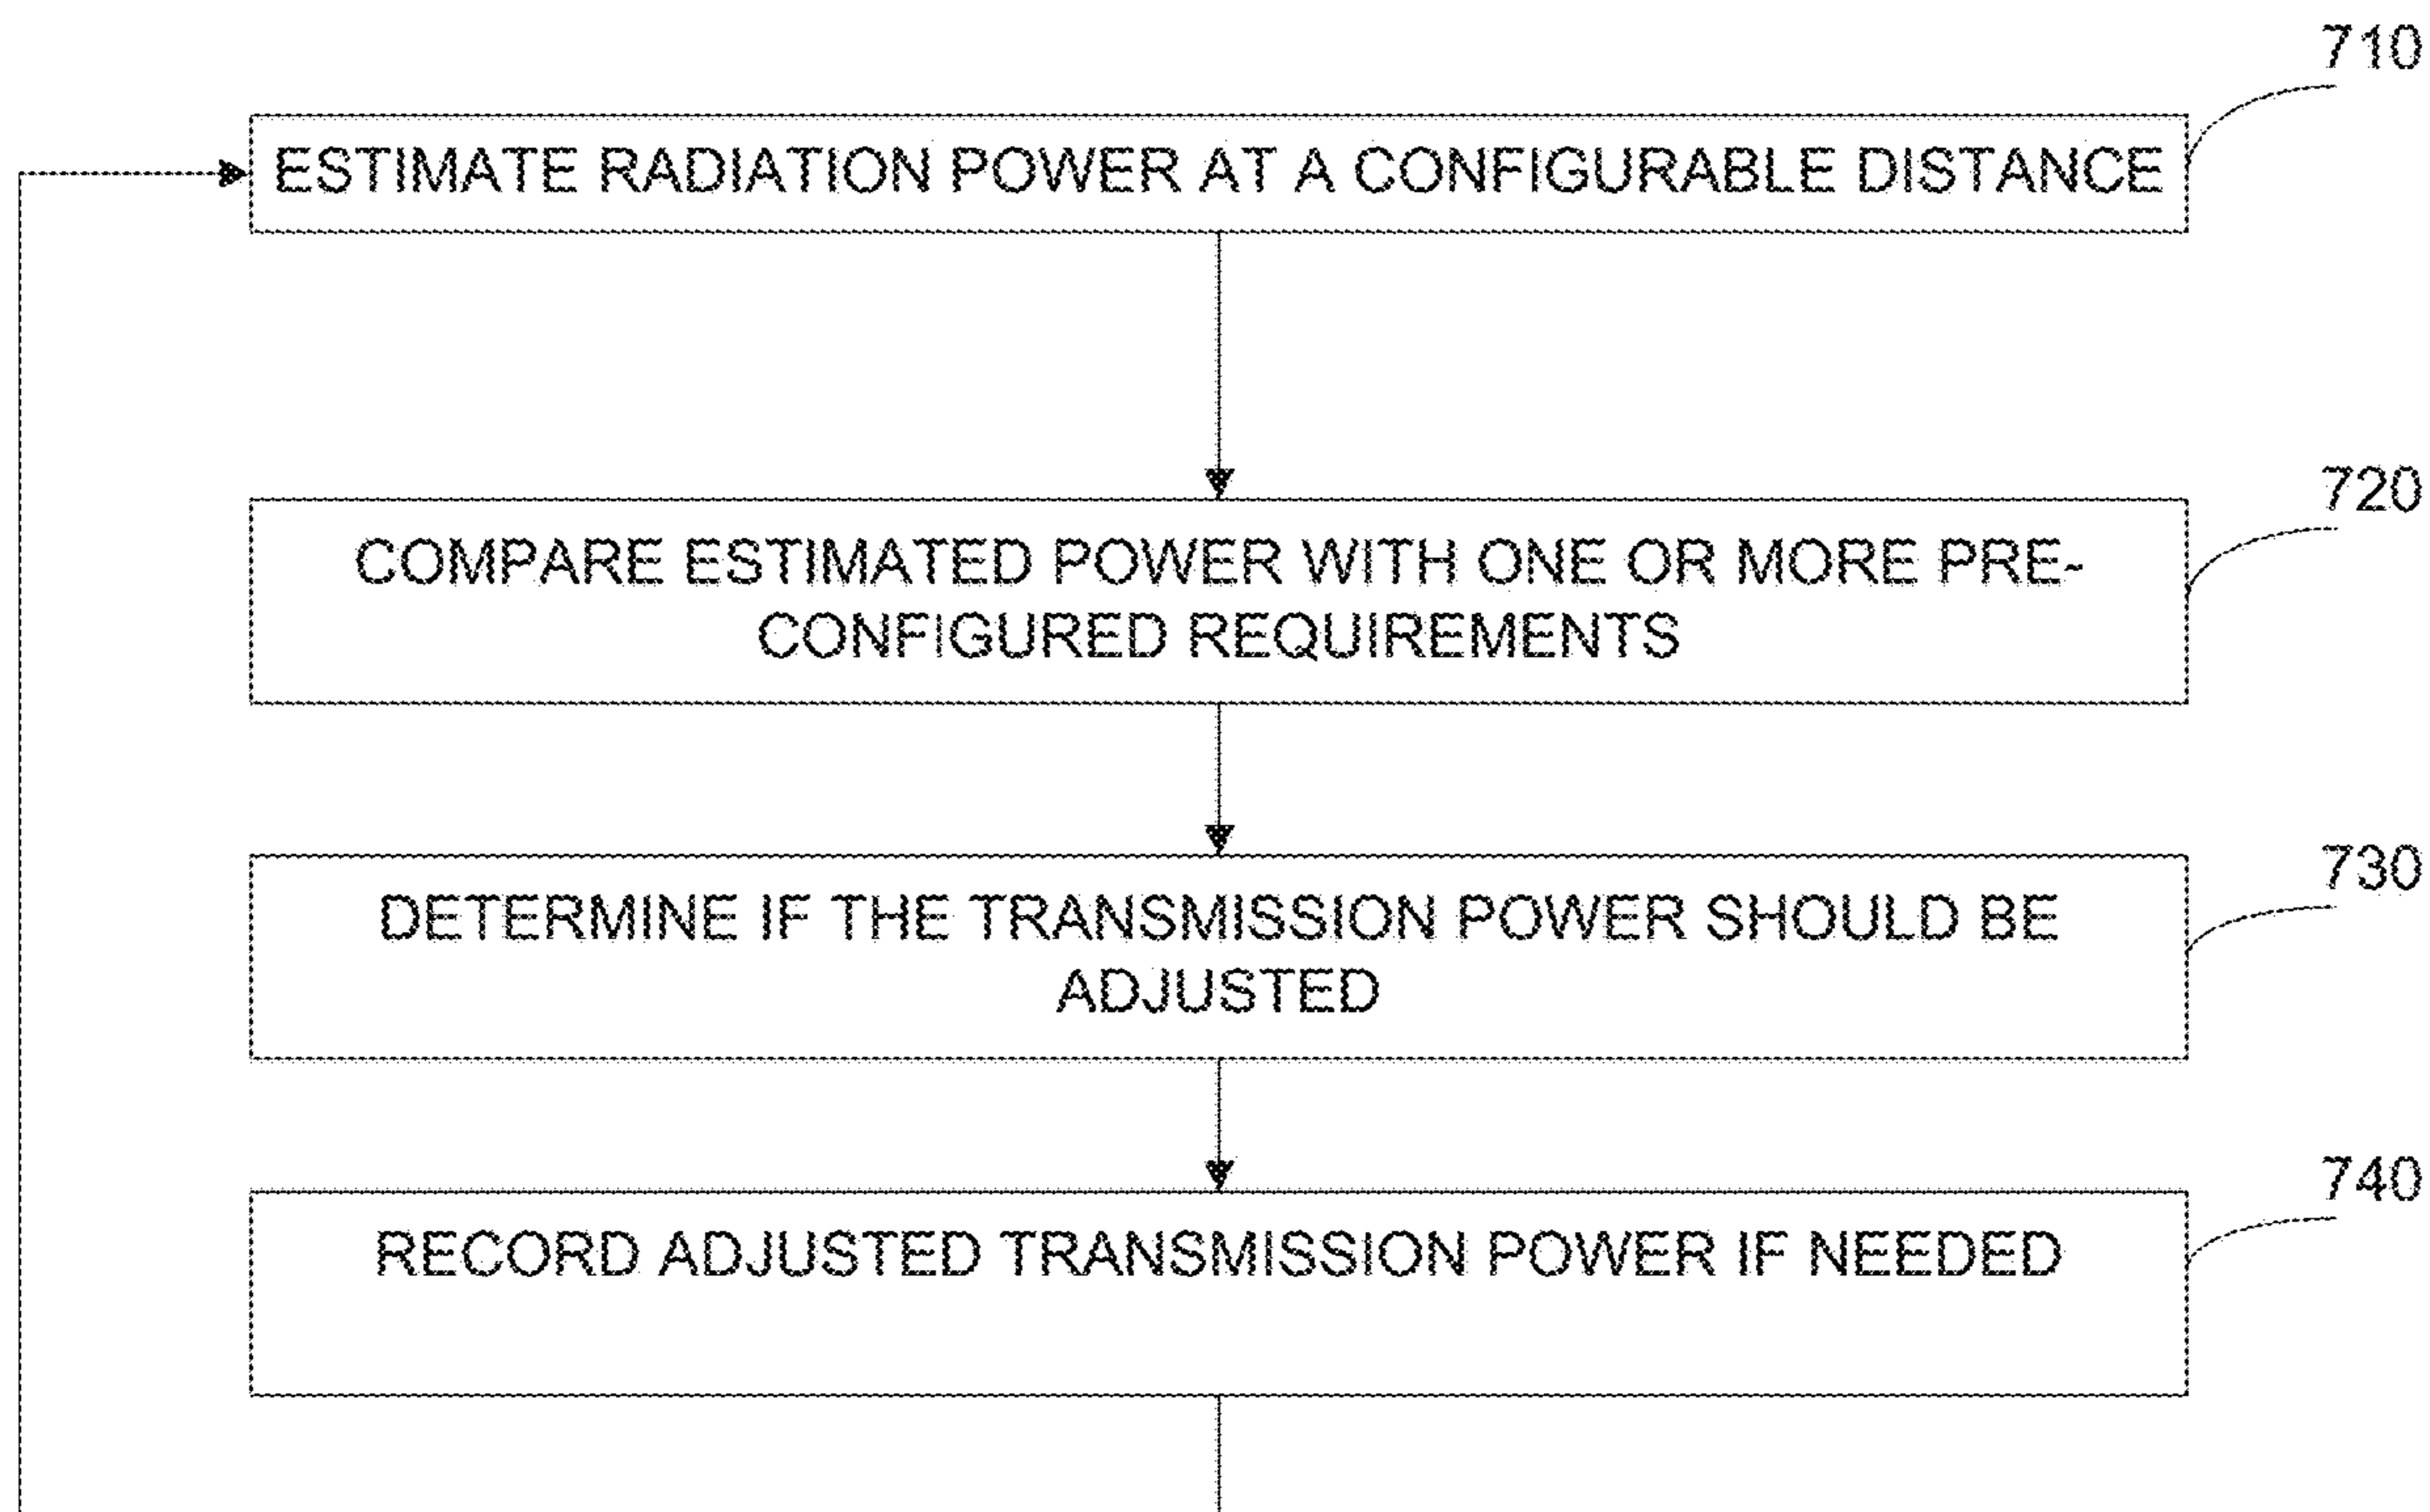 710
ESTIMATE RADIATION POWER AT A CONFIGURABLE DISTANCE
720
COMPARE ESTIMATED POWER WITH ONE OR MORE PRE-
CONFIGURED REQUIREMENTS
730
DETERMINE IF THE TRANSMISSION POWER SHOULD BE
ADJUSTED
740
RECORD ADJUSTED TRANSMISSION POWER IF NEEDED